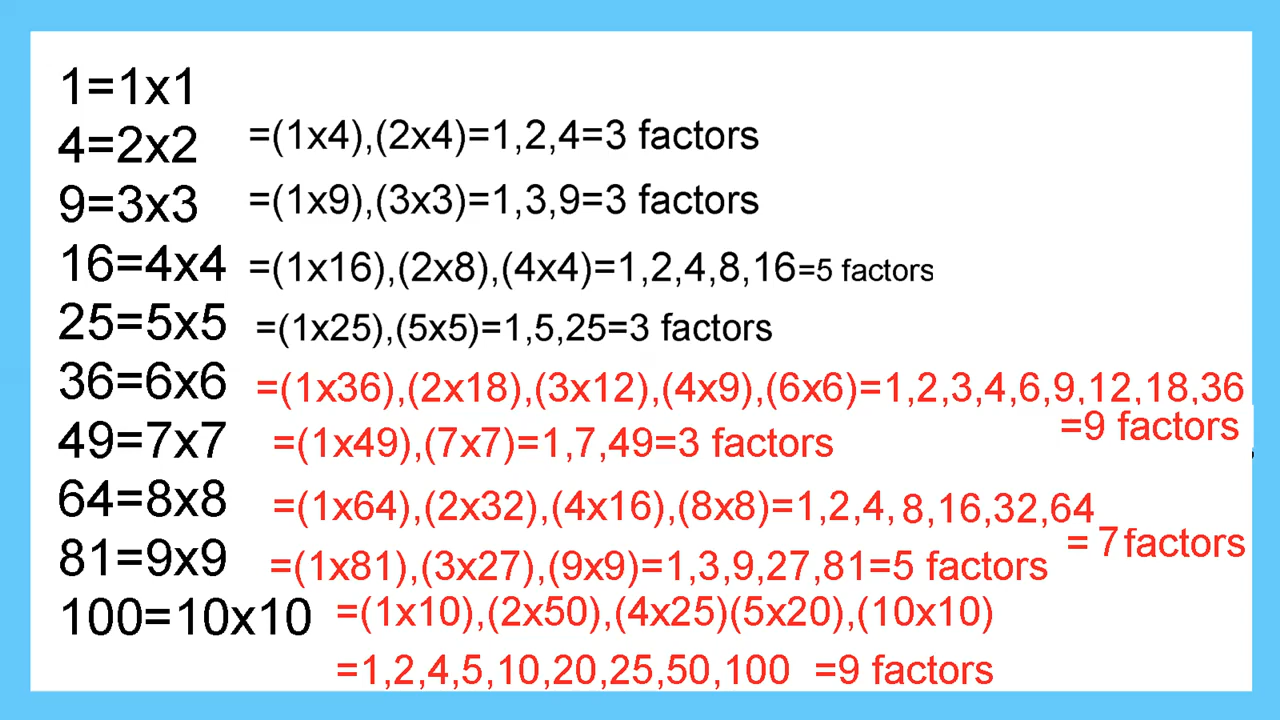 1=1x1
4=2x2 =(1x4),(2x4)=1,2,4=3 factors
9=3x3 =(1x9),(3x3)=1,3,9=3 factors
16=4x4 =(1x16),(2x8),(4x4)=1,2,4,8,16=5 factors
25=5x5 =(1x25),(5x5)=1,5,25=3 factors
36=6x6 =(1x36),(2x18),(3x12),(4x9),(6x6)=1,2,3,4,6,9,12,18,36
=9 factors
49=7x7 =(1x49),(7x7)=1,7,49=3 factors
64=8x8 =(1x64),(2x32),(4x16),(8x8)=1,2,4,8,16,32,64
= 7 factors
81=9x9 =(1x81),(3x27),(9x9)=1,3,9,27,81=5 factors
100=10x10 =(1x10),(2x50),(4x25)(5x20),(10x10)
=1,2,4,5,10,20,25,50,100 =9 factors